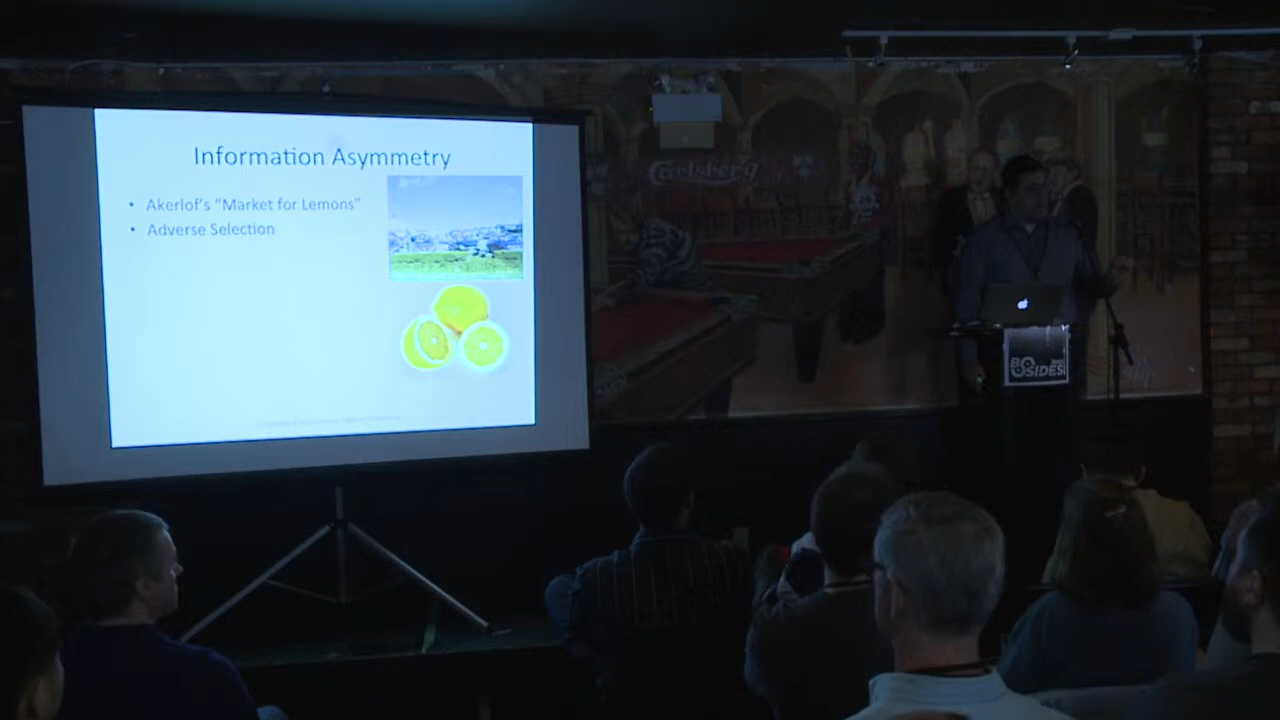 Information Asymmetry
• Akerlof's "Market for Lemons"
• Adverse Selection
Carlsberg
BSIDES